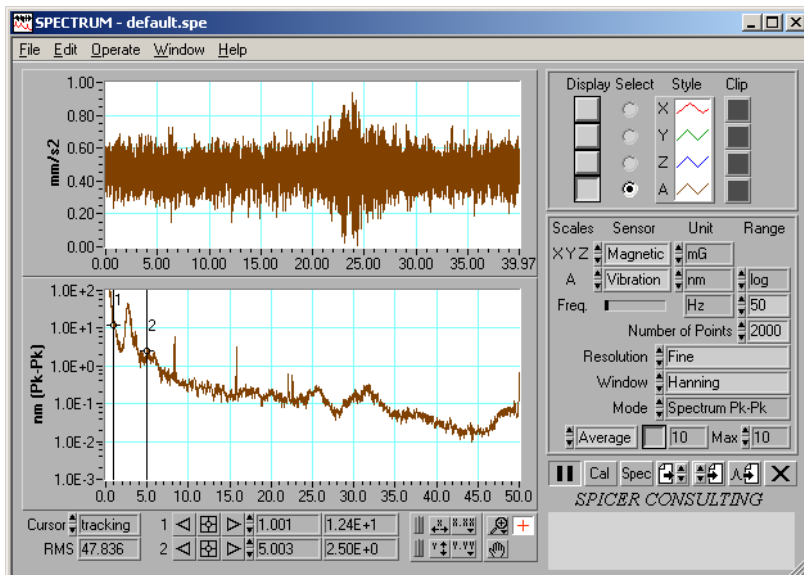 SPECTRUM - default.spe
File Edit Operate Window Help
mm/s2
1.00
0.80
0.60
0.40
0.20
0.00
0.00 5.00 10.00 15.00 20.00 25.00 30.00 39.97
nm (Pk-Pk)
1.0E+2
1.0E+1
1.0E+0
1.0E-1
1.0E-2
1.0E-3
1
2
0.0 5.0 10.0 15.0 20.0 25.0 30.0 35.0 40.0 45.0 50.0
Cursor tracking 1 1.001 1.24E+1
RMS 47.836 2 5.003 2.50E+0
X X.XX
Y Y.YY
Display Select Style Clip
X
Y
Z
A
Scales Sensor Unit Range
X Y Z Magnetic mG
A Vibration nm log
Freq. Hz 50
Number of Points 2000
Resolution Fine
Window Hanning
Mode Spectrum Pk-Pk
Average 10 Max 10
Cal Spec
SPICER CONSULTING